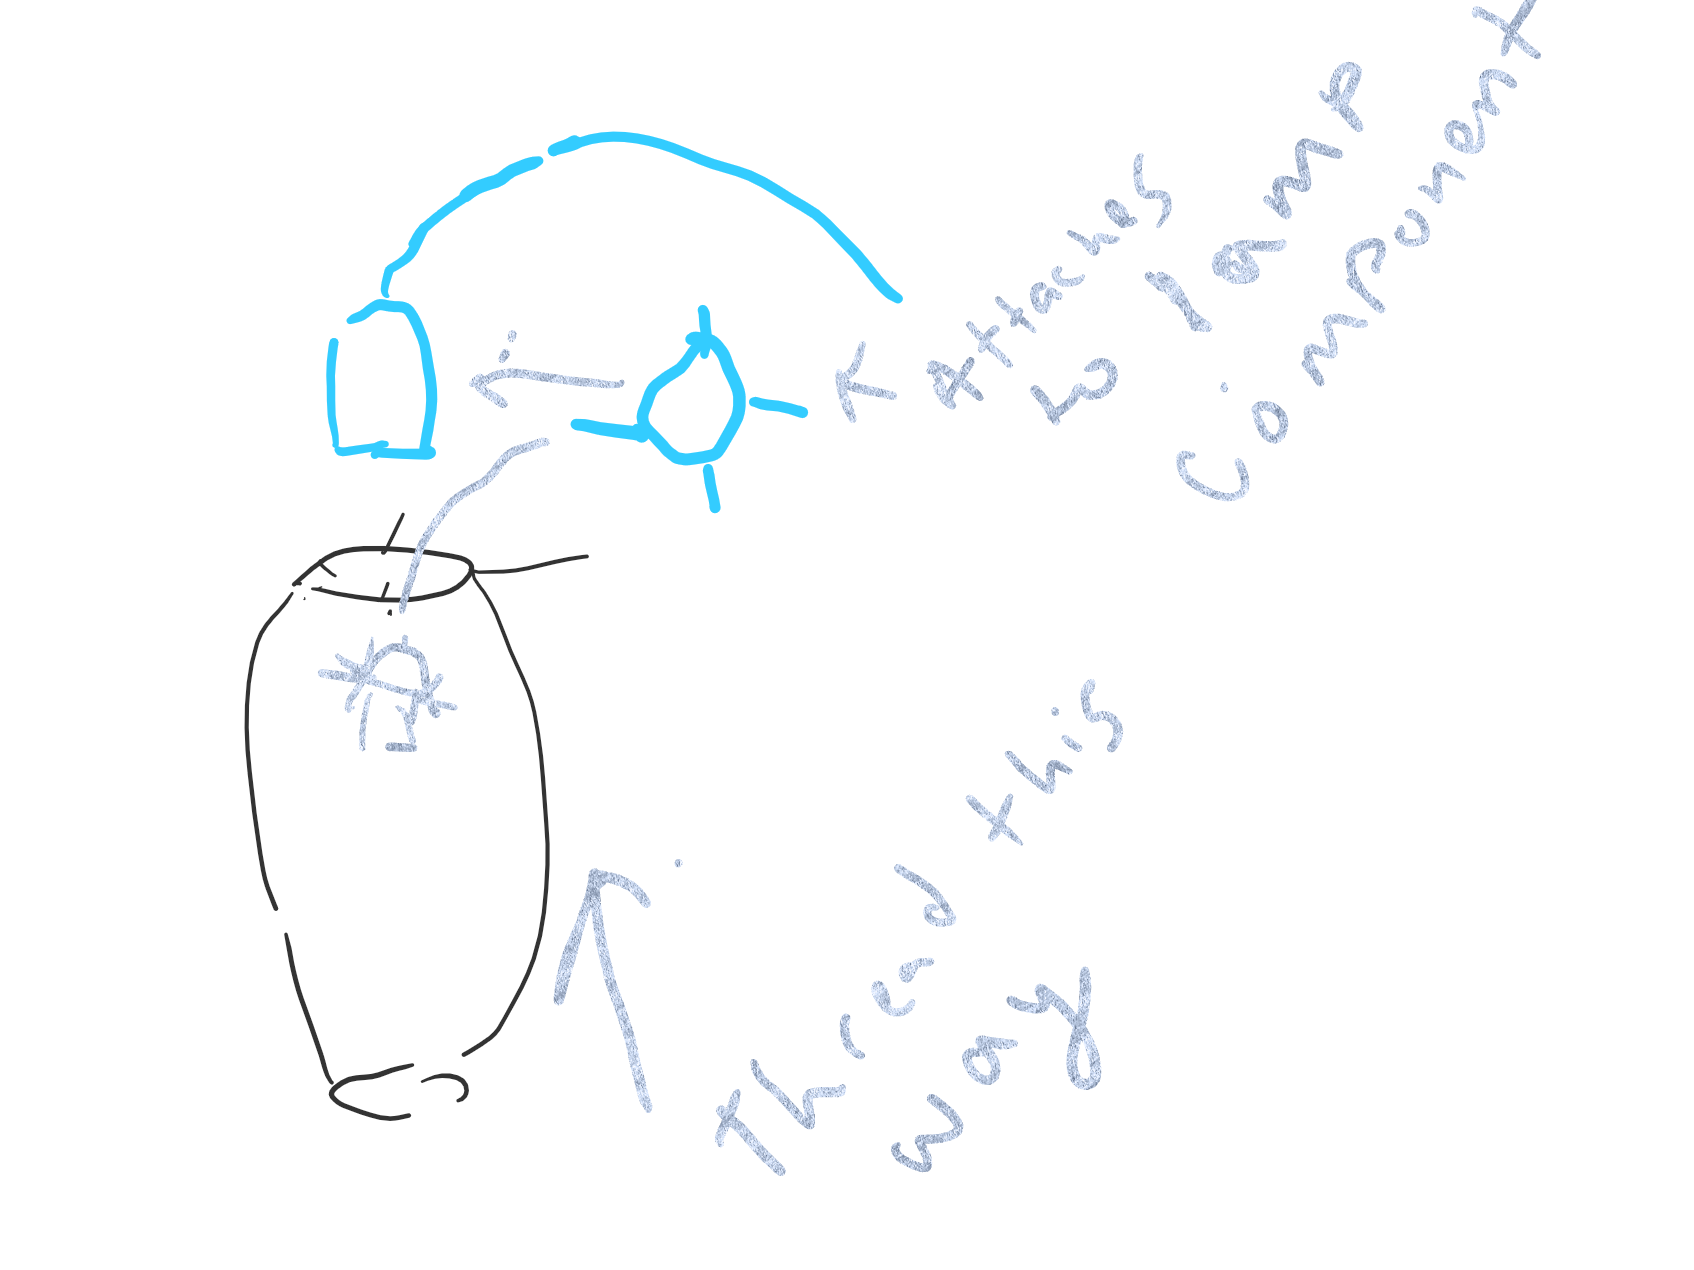 Attaches
to lamp
component
Thread this
way